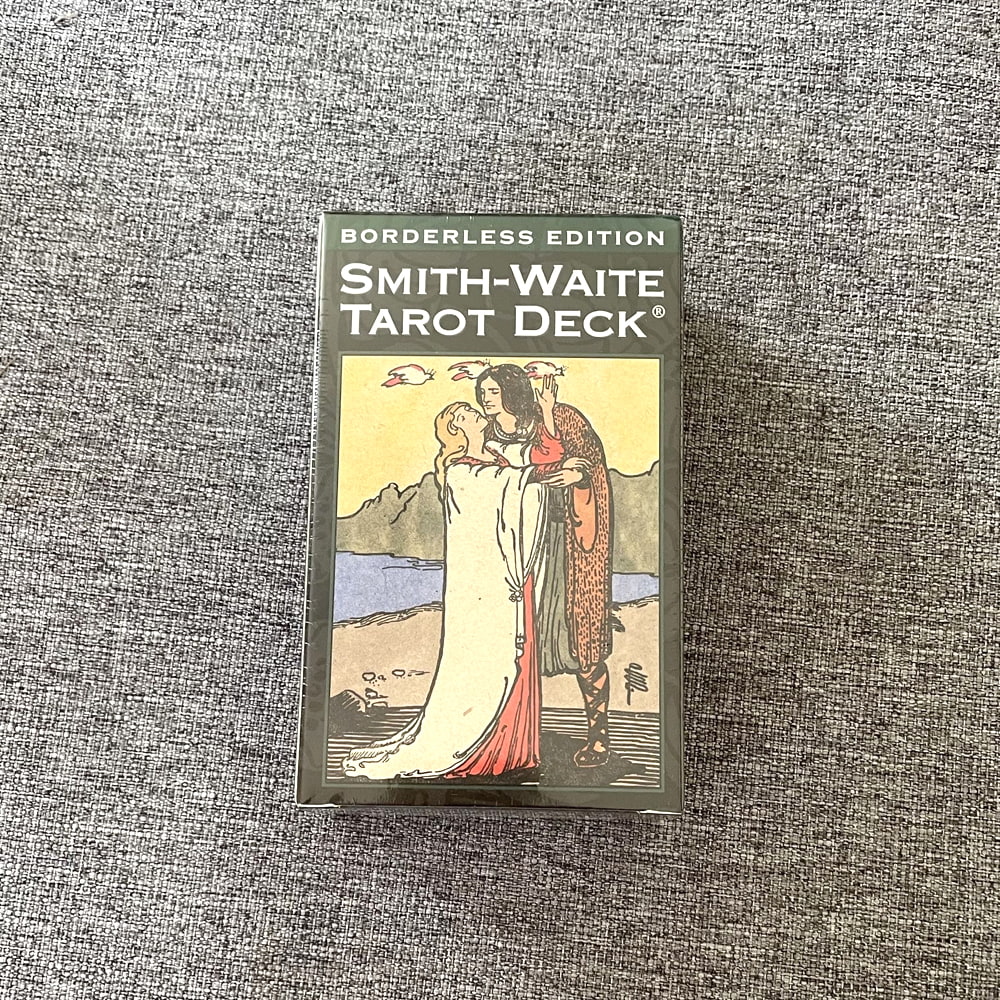 BORDERLESS EDITION
SMITH-WAITE
TAROT DECK®